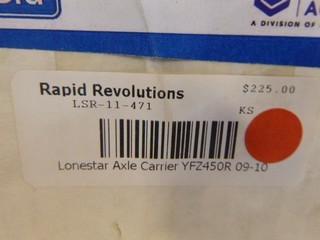 A DIVISION OF
Rapid Revolutions $225.00
LSR-11-471 KS
Lonestar Axle Carrier YFZ450R 09-10